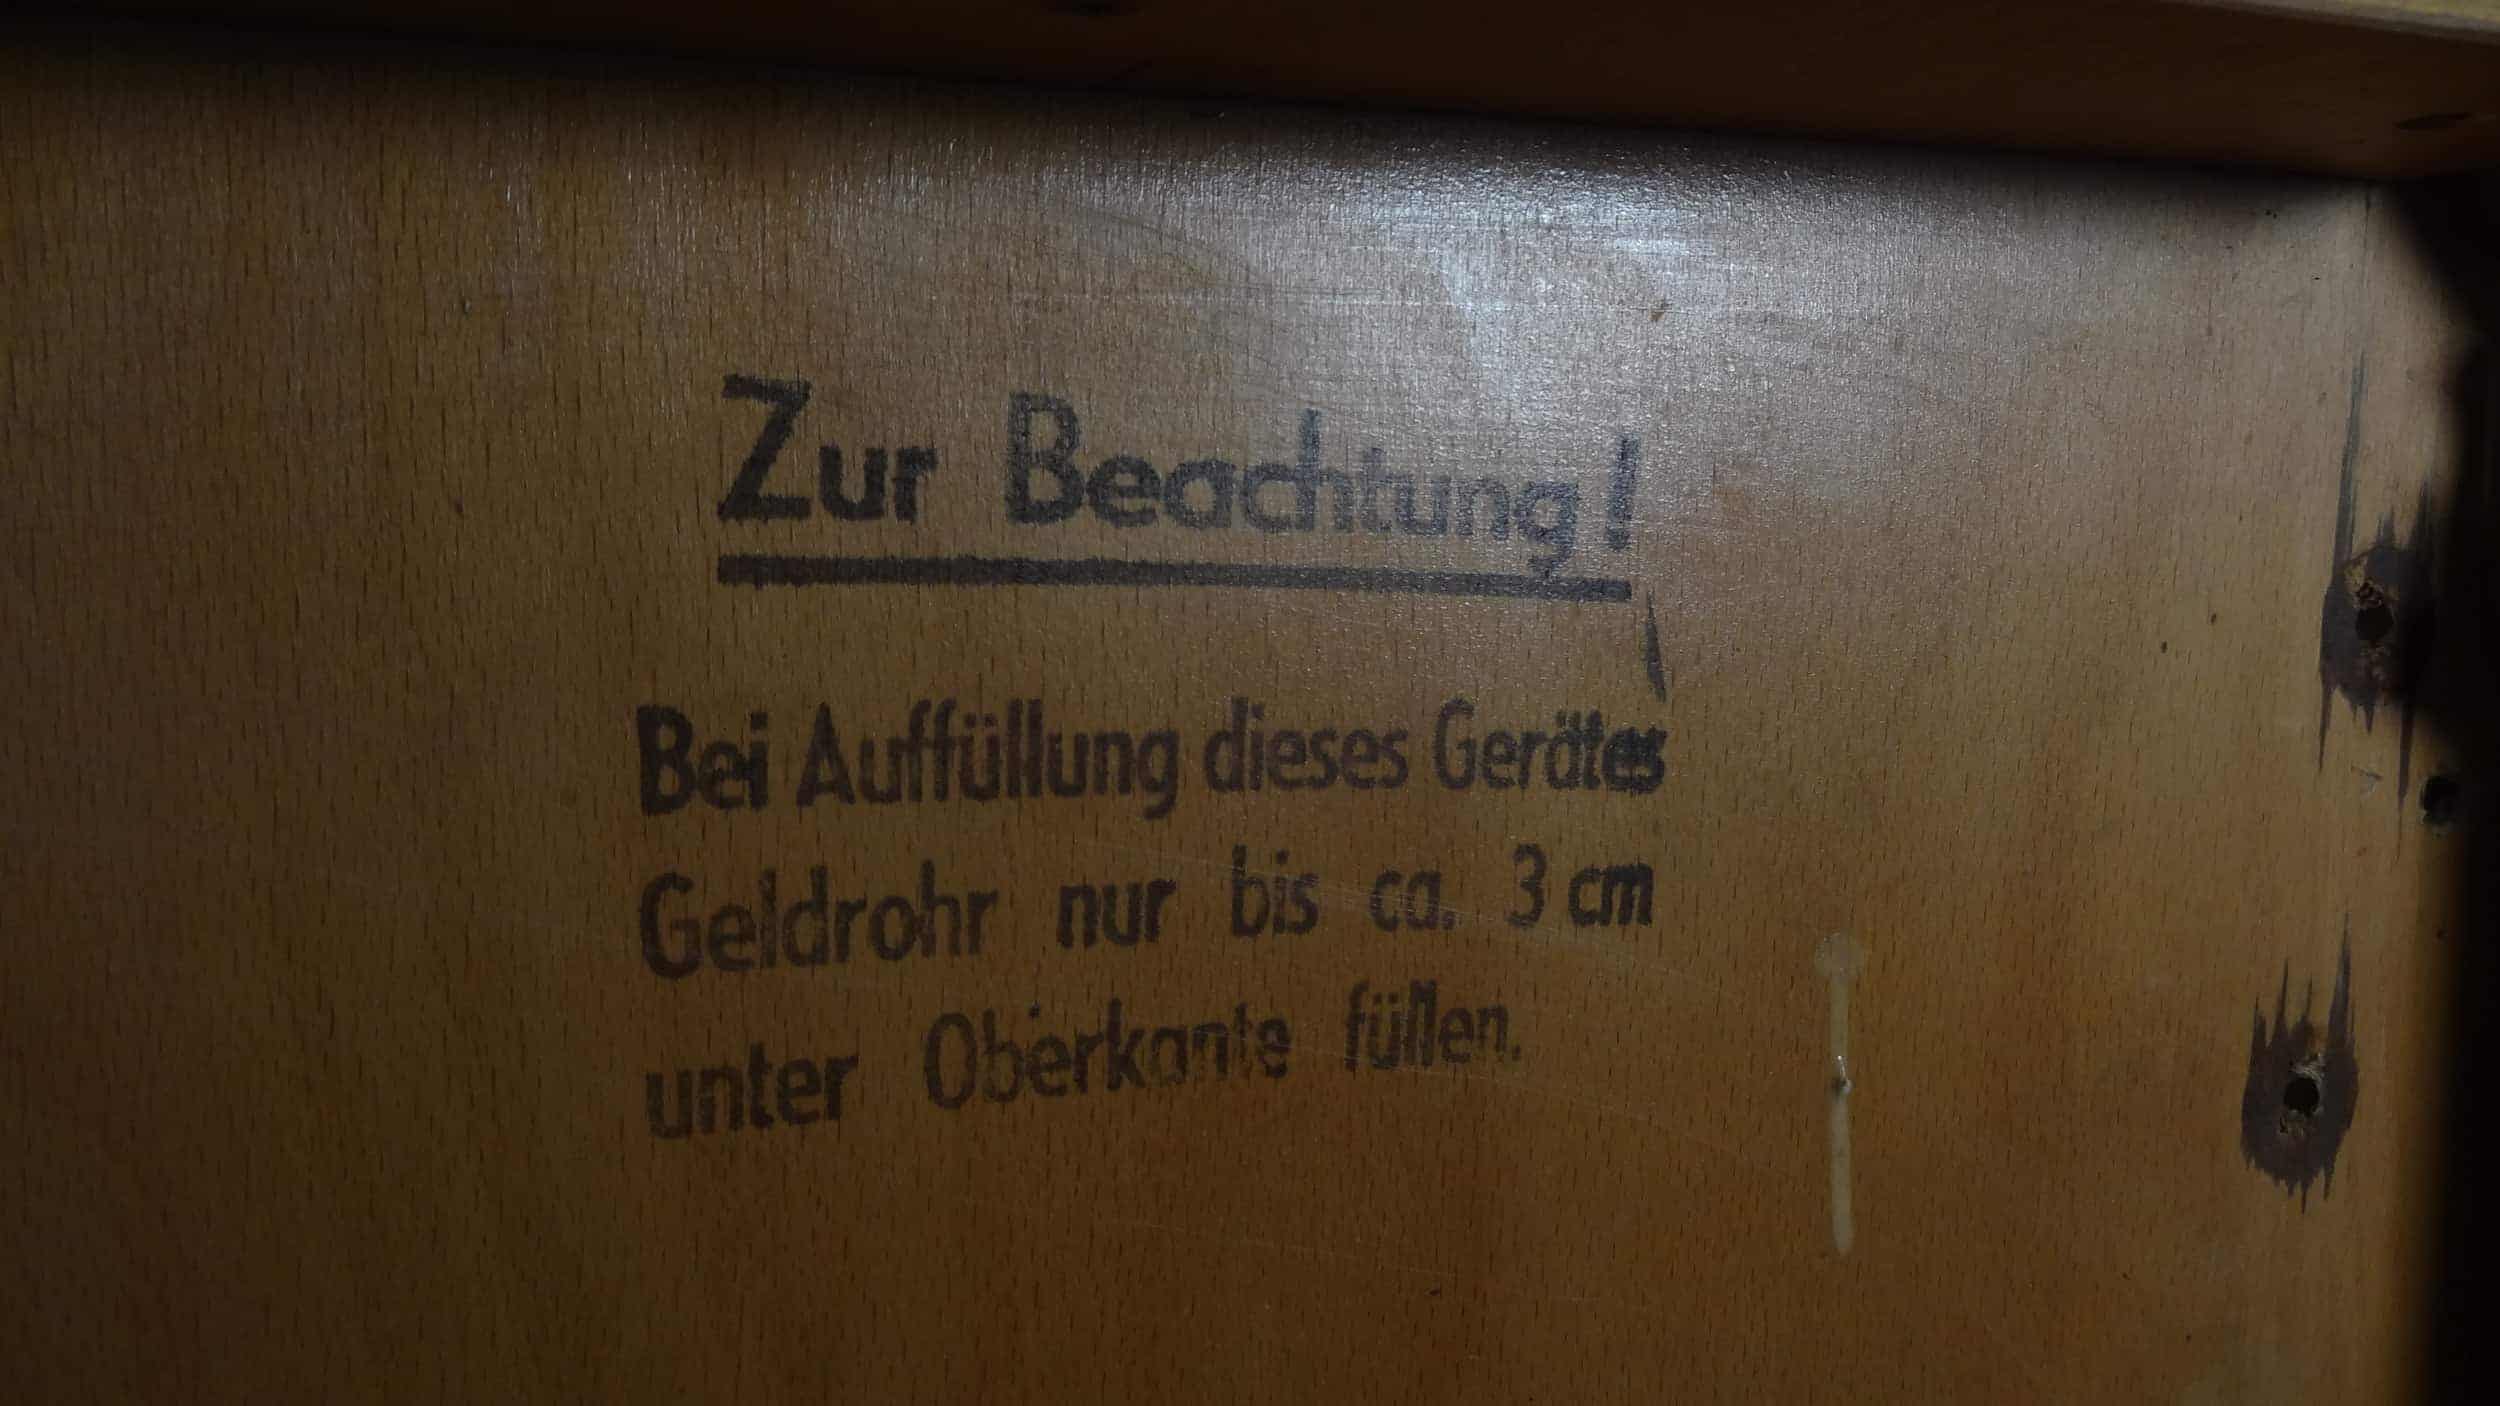 Zur Beachtung!
Bei Auffüllung dieses Gerätes
Geldrohr nur bis ca. 3 cm
unter Oberkante füllen.